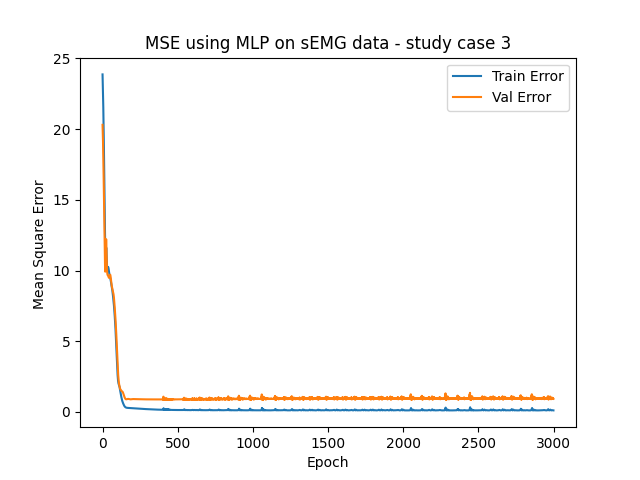 MSE using MLP on sEMG data - study case 3
25
20
15
10
5
0
Mean Square Error
Train Error
Val Error
0 500 1000 1500 2000 2500 3000
Epoch